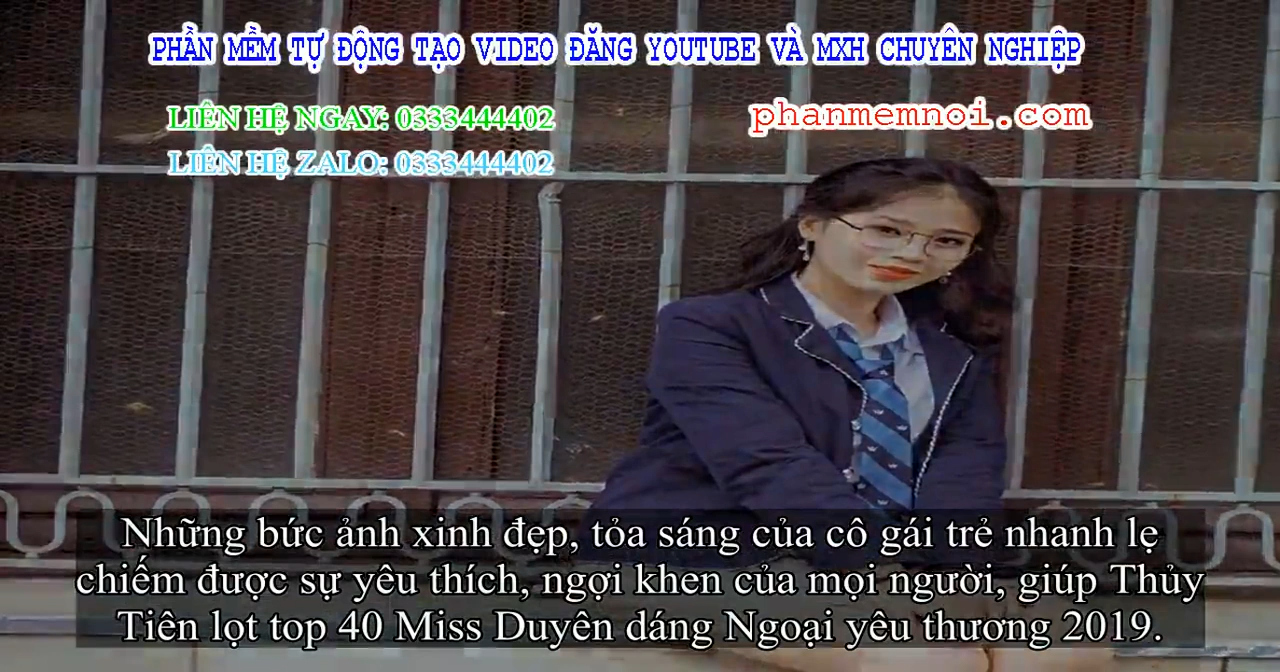 PHẦN MỀM TỰ ĐỘNG TẠO VIDEO ĐĂNG YOUTUBE VÀ MXH CHUYÊN NGHIỆP
LIÊN HỆ NGAY: 0333444402
phanmemnoi.com
LIÊN HỆ ZALO: 0333444402
Những bức ảnh xinh đẹp, tỏa sáng của cô gái trẻ nhanh lẹ
chiếm được sự yêu thích, ngợi khen của mọi người, giúp Thủy
Tiên lọt top 40 Miss Duyên dáng Ngoại yêu thương 2019.